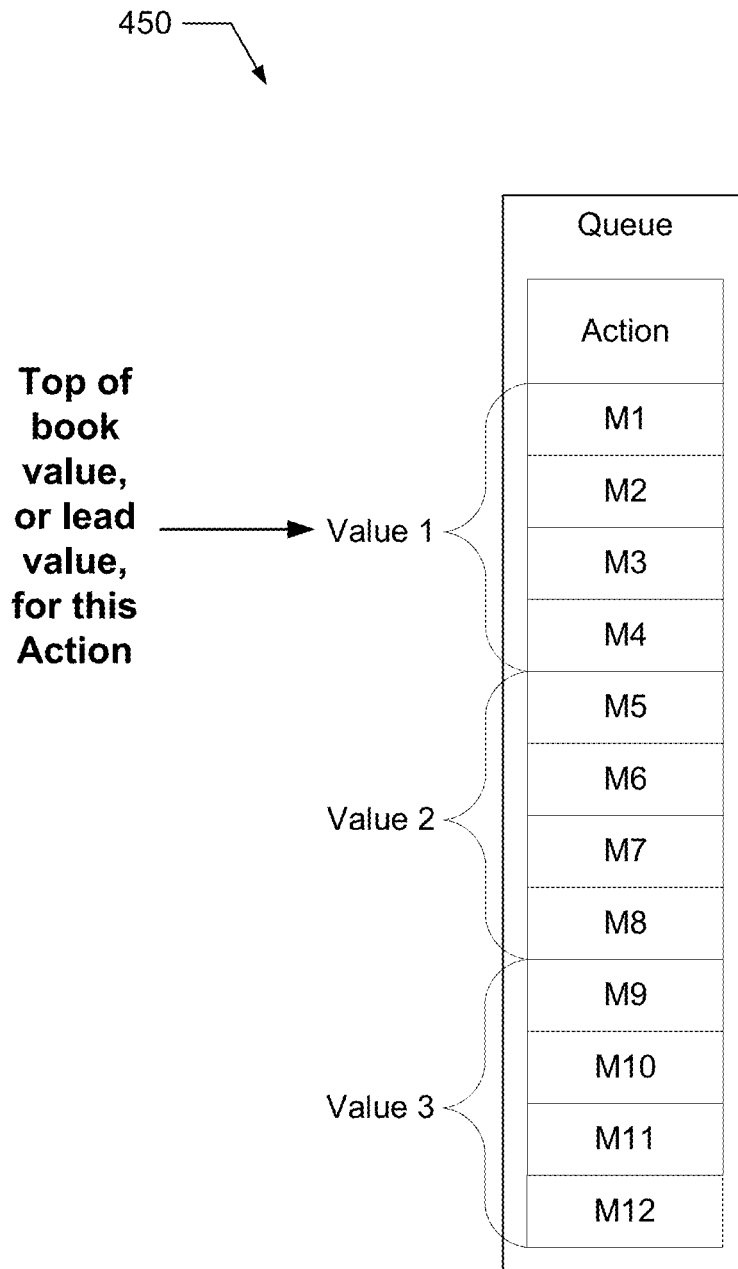 450
Queue
Action
Top of
book
value,
or lead
value,
for this
Action
Value 1
M1
M2
M3
M4
Value 2
M5
M6
M7
M8
Value 3
M9
M10
M11
M12